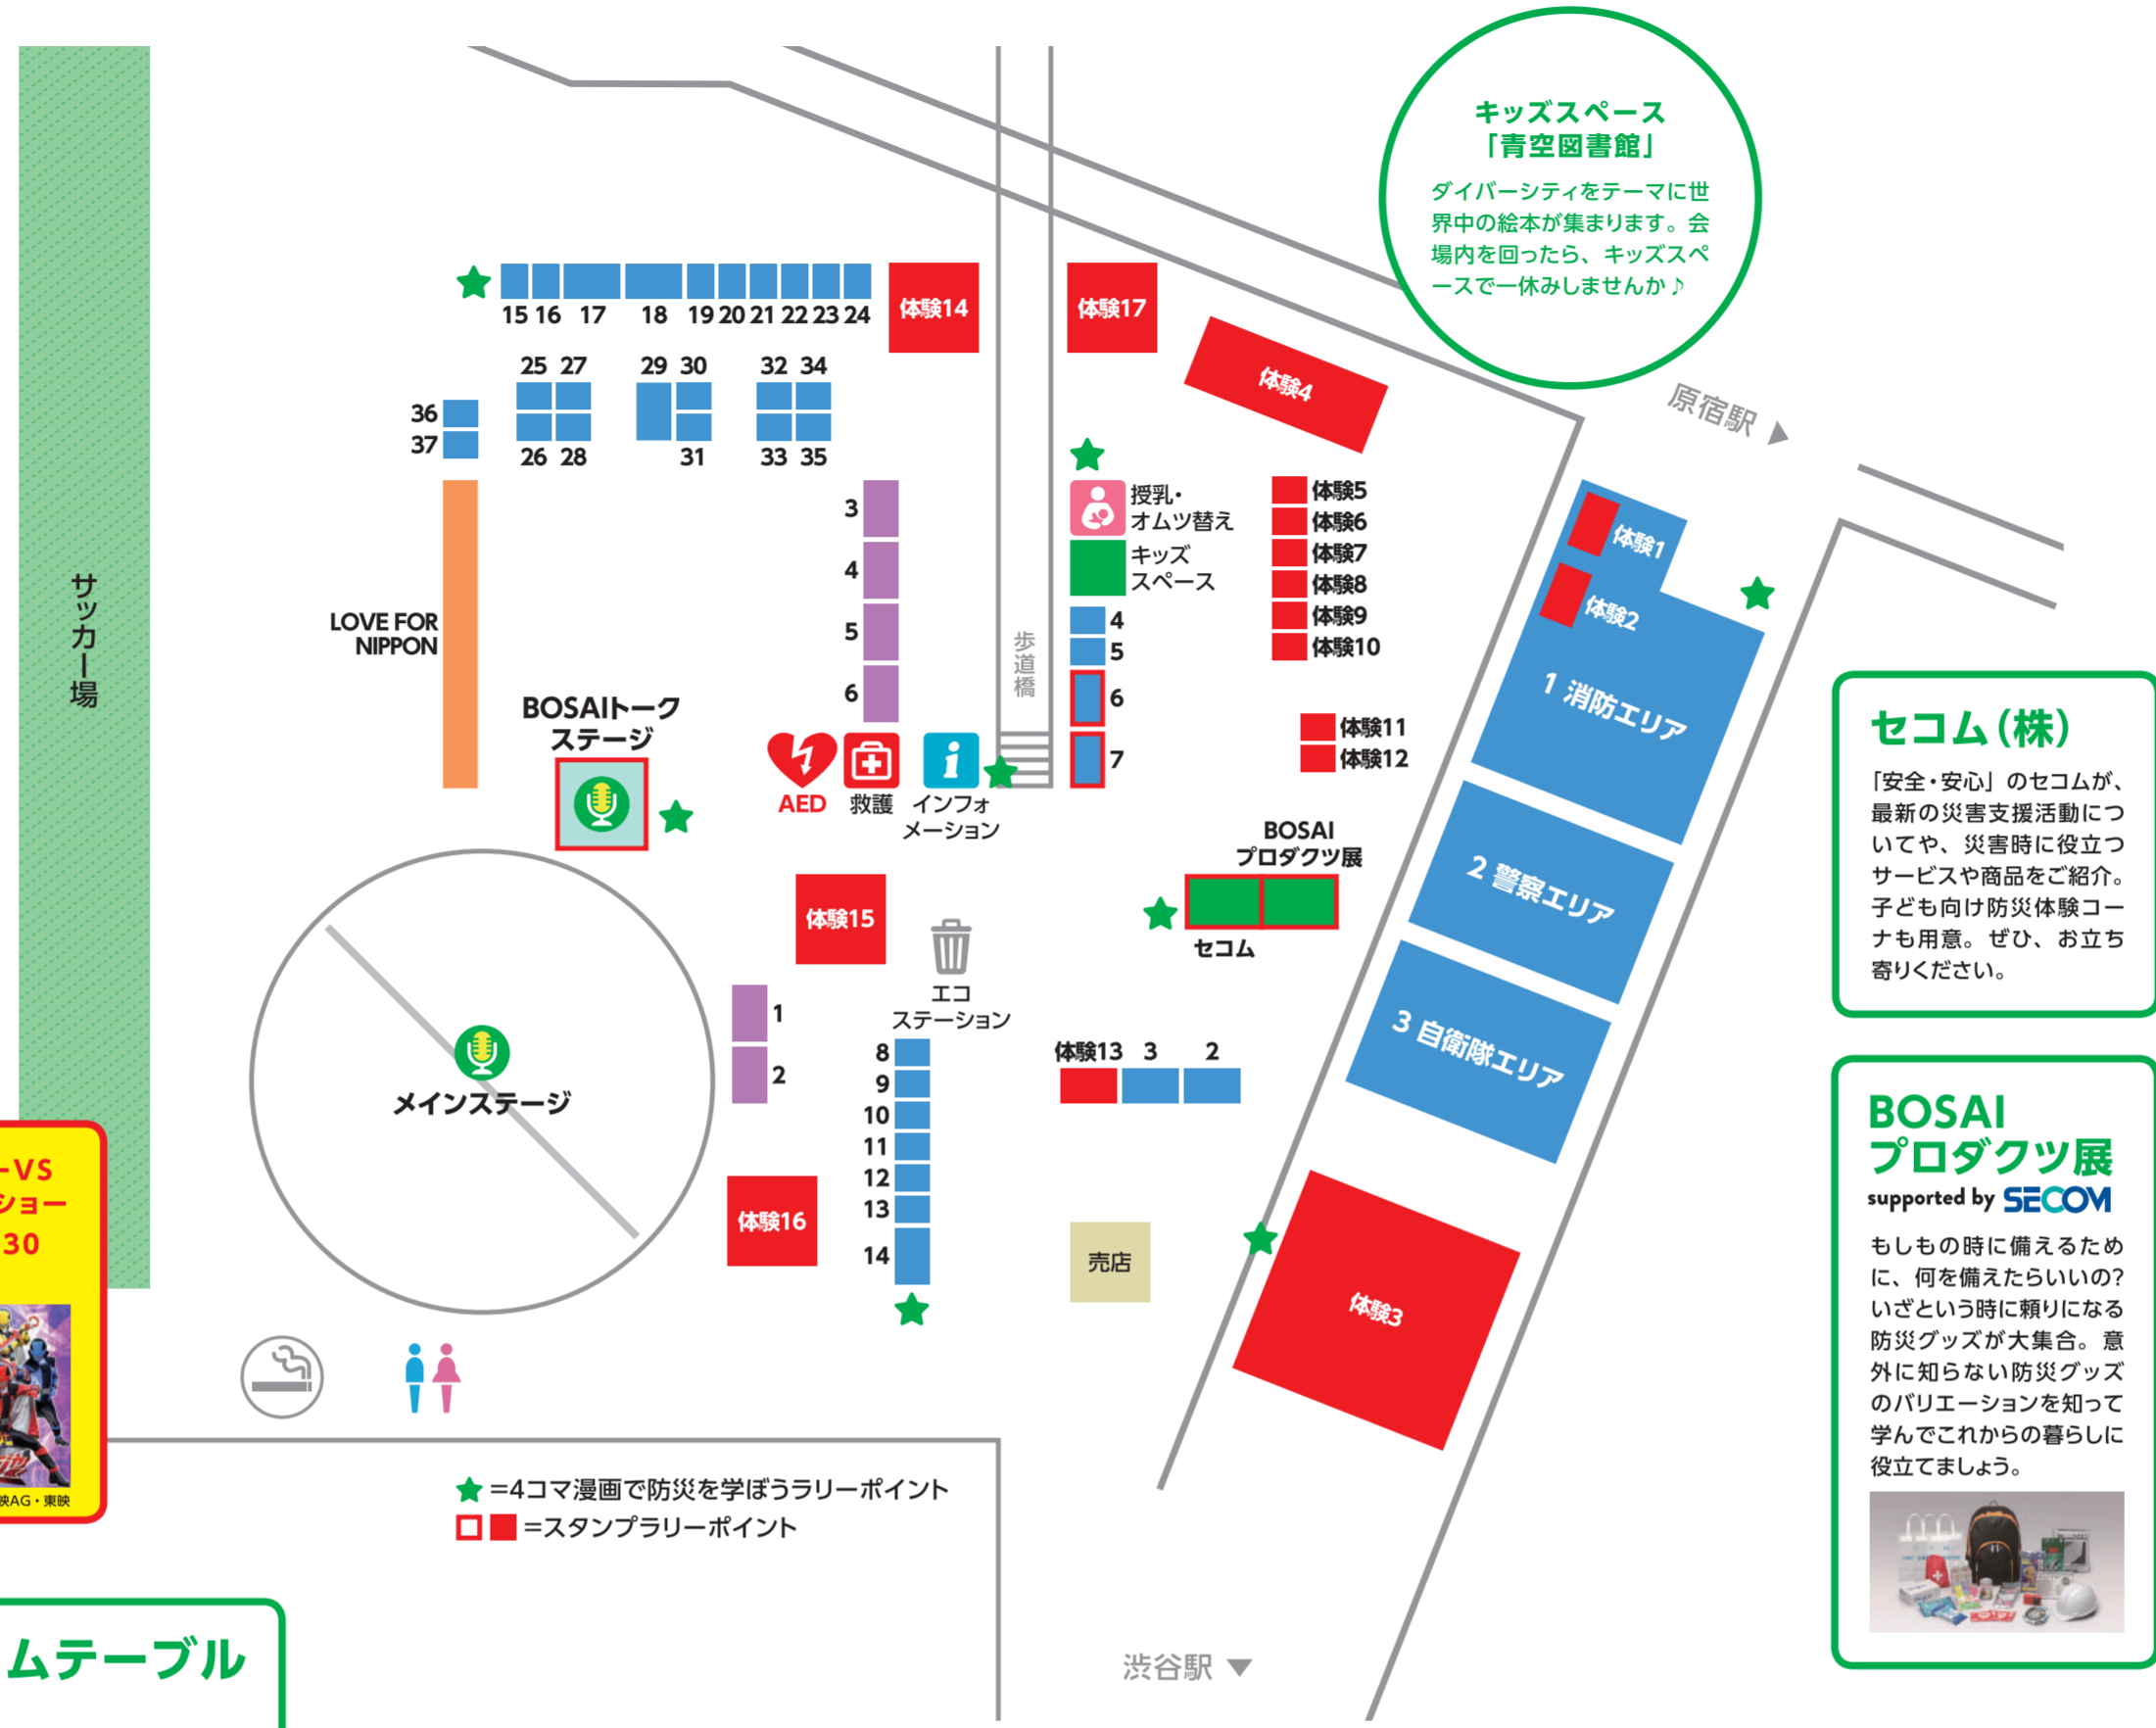 キッズスペース
「青空図書館」
ダイバーシティをテーマに世
界中の絵本が集まります。会
場内を回ったら、キッズスペ
ースで一休みしませんか♪
原宿駅 ▶
15 16 17 18 19 20 21 22 23 24
体験14
体験17
体験4
25 27 29 30 32 34
36
37
26 28 31 33 35
サッカー場
LOVE FOR
NIPPON
3
4
5
6
授乳・
オムツ替え
キッズ
スペース
4
5
6
7
歩道橋
体験5
体験6
体験7
体験8
体験9
体験10
体験11
体験12
体験1
体験2
1 消防エリア
2 警察エリア
3 自衛隊エリア
BOSAIトーク
ステージ
AED
救護
インフォ
メーション
BOSAI
プロダクツ展
セコム
体験15
エコ
ステーション
1
2
メインステージ
8
9
10
11
12
13
14
体験13 3 2
体験16
売店
体験3
セコム(株)
「安全・安心」のセコムが、
最新の災害支援活動につ
いてや、災害時に役立つ
サービスや商品をご紹介。
子ども向け防災体験コー
ナも用意。ぜひ、お立ち
寄りください。
BOSAI
プロダクツ展
supported by SECOM
もしもの時に備えるため
に、何を備えたらいいの?
いざという時に頼りになる
防災グッズが大集合。意
外に知らない防災グッズ
のバリエーションを知って
学んでこれからの暮らしに
役立てましょう。
-VS
ショー
30
映AG・東映
★=4コマ漫画で防災を学ぼうラリーポイント
=スタンプラリーポイント
ムテーブル
渋谷駅 ▼